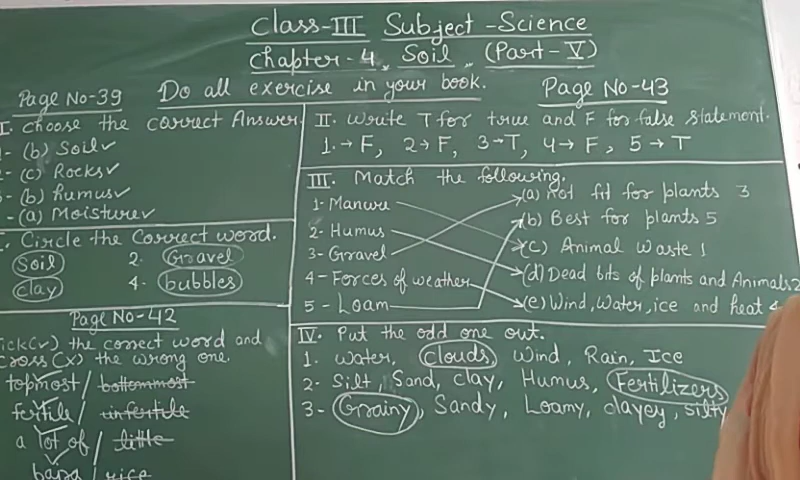 Class-III Subject-Science
Chapter-4, Soil, (Part-V)
Page No-39 Do all exercise in your book. Page No-43
I. Choose the correct Answer.
- (b) Soil✓
- (c) Rocks✓
- (b) humus✓
- (a) Moisture✓
. Circle the correct word.
Soil 2. Gravel
clay 4. bubbles
Page No-42
ick(✓) the correct word and
cross(x) the wrong one.
topmost / bottommost
fertile / infertile
a lot of / little
/ rice
II. Write T for true and F for false statement.
1.→ F, 2→ F, 3→T, 4→ F, 5→ T
III. Match the following.
1- Manure (a) not fit for plants 3
2- Humus (b) Best for plants 5
3- Gravel (c) Animal Waste 1
4- Forces of weather (d) Dead bits of plants and Animals 2
5- Loam (e) Wind, Water, ice and heat 4
IV. Put the odd one out.
1. Water, Clouds, Wind, Rain, Ice
2- Silt, Sand, Clay, Humus, Fertilizers
3- Grainy, Sandy, Loamy, clayey, silty